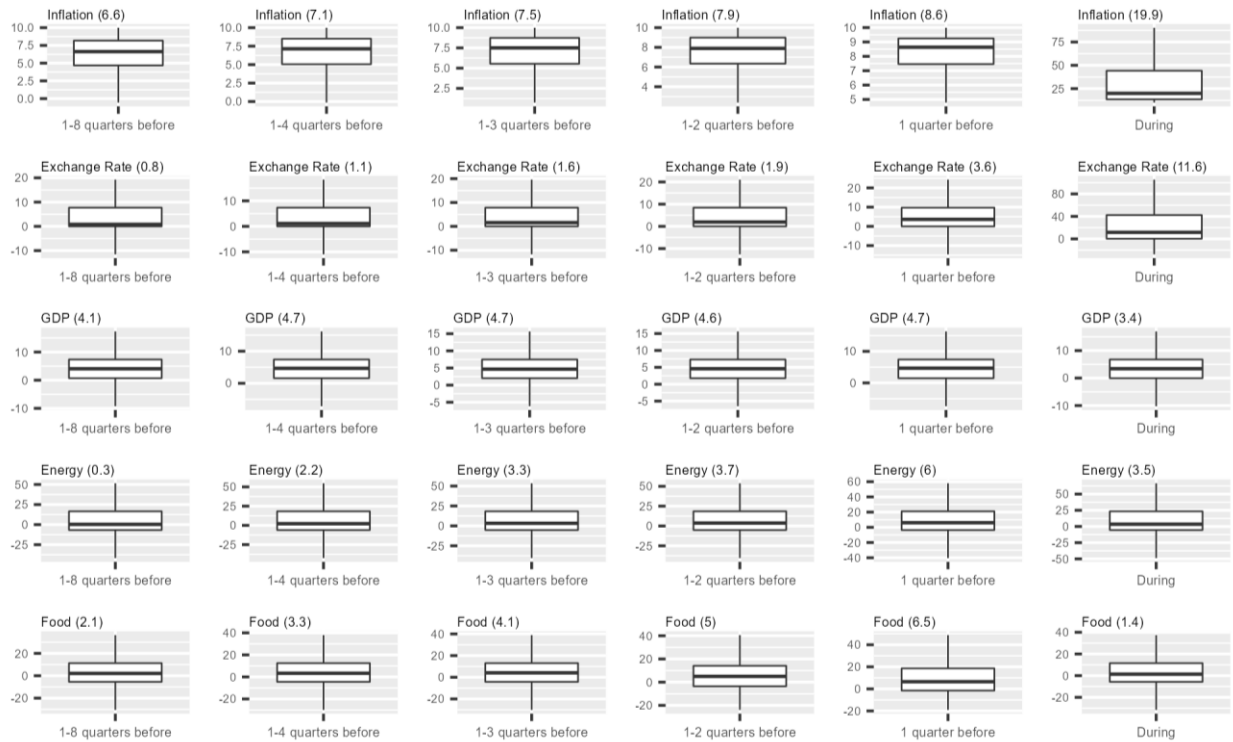 Inflation (6.6) Inflation (7.1) Inflation (7.5) Inflation (7.9) Inflation (8.6) Inflation (19.9)
10.0 7.5 5.0 2.5 0.0
10.0 7.5 5.0 2.5 0.0
10.0 7.5 5.0 2.5
10 8 6 4
10 9 8 7 6 5
75 50 25
1-8 quarters before 1-4 quarters before 1-3 quarters before 1-2 quarters before 1 quarter before During
Exchange Rate (0.8) Exchange Rate (1.1) Exchange Rate (1.6) Exchange Rate (1.9) Exchange Rate (3.6) Exchange Rate (11.6)
20 10 0 -10
10 0 -10
20 10 0 -10
20 10 0 -10
20 10 0 -10
80 40 0
1-8 quarters before 1-4 quarters before 1-3 quarters before 1-2 quarters before 1 quarter before During
GDP (4.1) GDP (4.7) GDP (4.7) GDP (4.6) GDP (4.7) GDP (3.4)
10 0 -10
10 0
15 10 5 0 -5
15 10 5 0 -5
10 0
10 0 -10
1-8 quarters before 1-4 quarters before 1-3 quarters before 1-2 quarters before 1 quarter before During
Energy (0.3) Energy (2.2) Energy (3.3) Energy (3.7) Energy (6) Energy (3.5)
50 25 0 -25
50 25 0 -25
50 25 0 -25
50 25 0 -25
60 40 20 0 -20 -40
50 25 0 -25 -50
1-8 quarters before 1-4 quarters before 1-3 quarters before 1-2 quarters before 1 quarter before During
Food (2.1) Food (3.3) Food (4.1) Food (5) Food (6.5) Food (1.4)
20 0 -20
40 20 0 -20
40 20 0 -20
40 20 0 -20
40 20 0 -20
40 20 0 -20
1-8 quarters before 1-4 quarters before 1-3 quarters before 1-2 quarters before 1 quarter before During